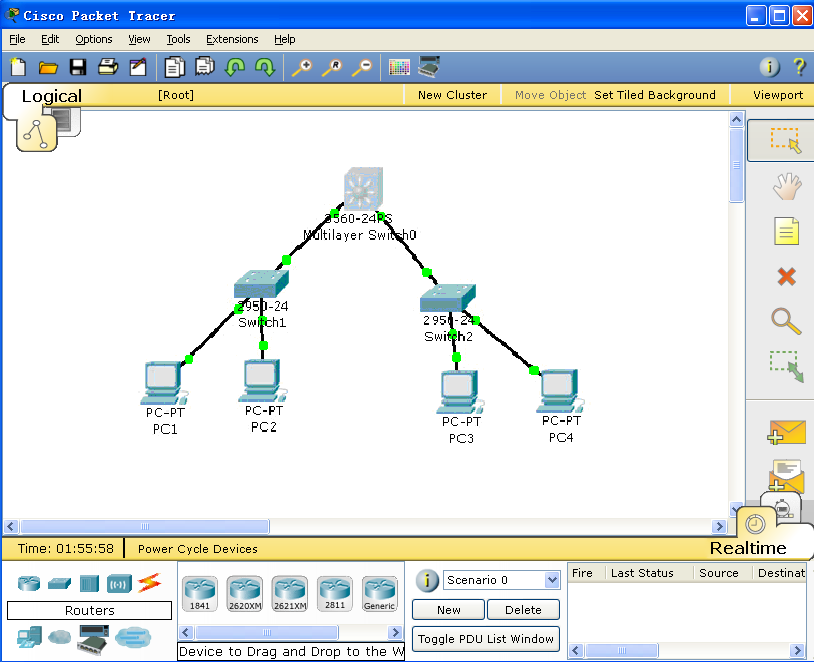 Cisco Packet Tracer
File Edit Options View Tools Extensions Help
Logical [Root] New Cluster Move Object Set Tiled Background Viewport
3560-24PS
Multilayer Switch0
2950-24
Switch1
2950-24
Switch2
PC-PT
PC1
PC-PT
PC2
PC-PT
PC3
PC-PT
PC4
Time: 01:55:58 Power Cycle Devices Realtime
Routers
1841 2620XM 2621XM 2811 Generic
Device to Drag and Drop to the W
Scenario 0
New Delete
Toggle PDU List Window
Fire Last Status Source Destinat